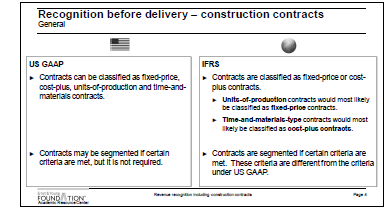 Recognition before delivery – construction contracts
General
US GAAP
► Contracts can be classified as fixed-price,
cost-plus, units-of-production and time-and-
materials contracts.
► Contracts may be segmented if certain
criteria are met, but it is not required.
IFRS
► Contracts are classified as fixed-price or cost-
plus contracts.
► Units-of-production contracts would most likely
be classified as fixed-price contracts.
► Time-and-materials-type contracts would most
likely be classified as cost-plus contracts.
► Contracts are segmented if certain criteria are
met. These criteria are different from the criteria
under US GAAP.
Ernst & Young
FOUNDATION
Academic Resource Center
Revenue recognition including construction contracts